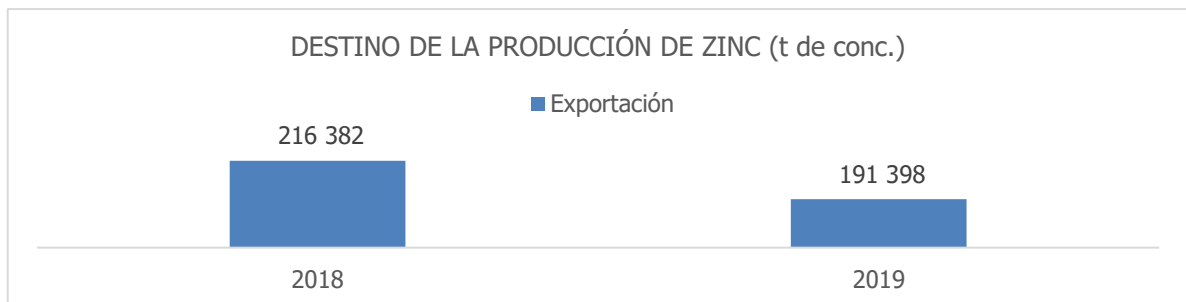 DESTINO DE LA PRODUCCIÓN DE ZINC (t de conc.)
Exportación
216 382
191 398
2018
2019